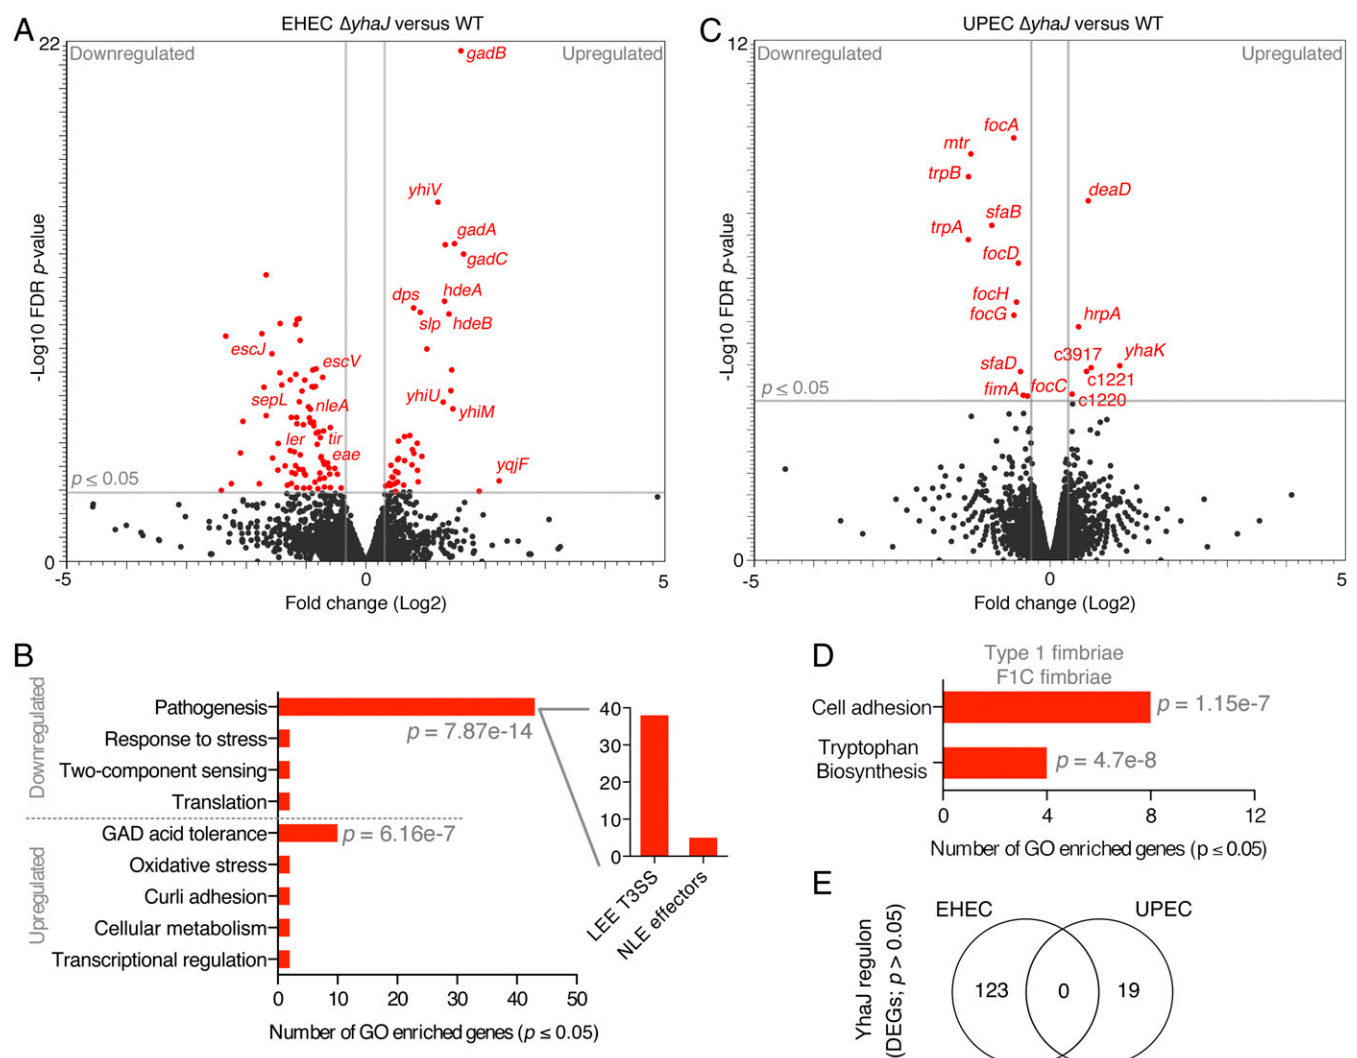 A
EHEC ΔyhaJ versus WT
22
Downregulated
Upregulated
gadB
yhiV
gadA
gadC
dps
hdeA
slp
hdeB
escJ
escV
sepL
nleA
yhiU
yhiM
ler
tir
eae
yqjF
p ≤ 0.05
-Log10 FDR p-value
0
-5
0
5
Fold change (Log2)
C
UPEC ΔyhaJ versus WT
12
Downregulated
Upregulated
focA
mtr
trpB
deaD
sfaB
trpA
focD
focH
focG
hrpA
c3917
yhaK
sfaD
c1221
fimA
focC
c1220
p ≤ 0.05
-Log10 FDR p-value
0
-5
0
5
Fold change (Log2)
B
Downregulated
Pathogenesis
p = 7.87e-14
Response to stress
Two-component sensing
Translation
Upregulated
GAD acid tolerance
p = 6.16e-7
Oxidative stress
Curli adhesion
Cellular metabolism
Transcriptional regulation
0 10 20 30 40 50
Number of GO enriched genes (p ≤ 0.05)
40
30
20
10
0
LEE T3SS
NLE effectors
D
Type 1 fimbriae
F1C fimbriae
Cell adhesion
p = 1.15e-7
Tryptophan
Biosynthesis
p = 4.7e-8
0 4 8 12
Number of GO enriched genes (p ≤ 0.05)
E
EHEC
UPEC
YhaJ regulon
(DEGs; p > 0.05)
123
0
19